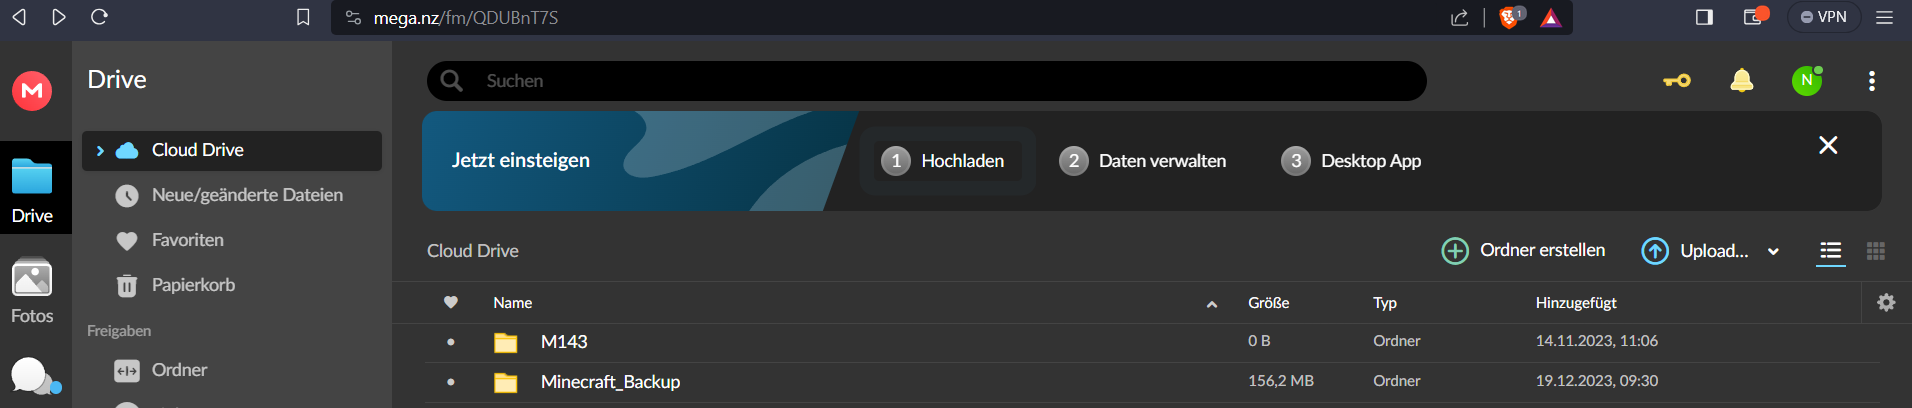 mega.nz/fm/QDUBnT7S
1
VPN
M
Drive
Suchen
N
Cloud Drive
Neue/geänderte Dateien
Favoriten
Papierkorb
Freigaben
Ordner
Drive
Fotos
Jetzt einsteigen
1 Hochladen
2 Daten verwalten
3 Desktop App
Cloud Drive
Ordner erstellen
Upload...
Name Größe Typ Hinzugefügt
M143 0 B Ordner 14.11.2023, 11:06
Minecraft_Backup 156,2 MB Ordner 19.12.2023, 09:30